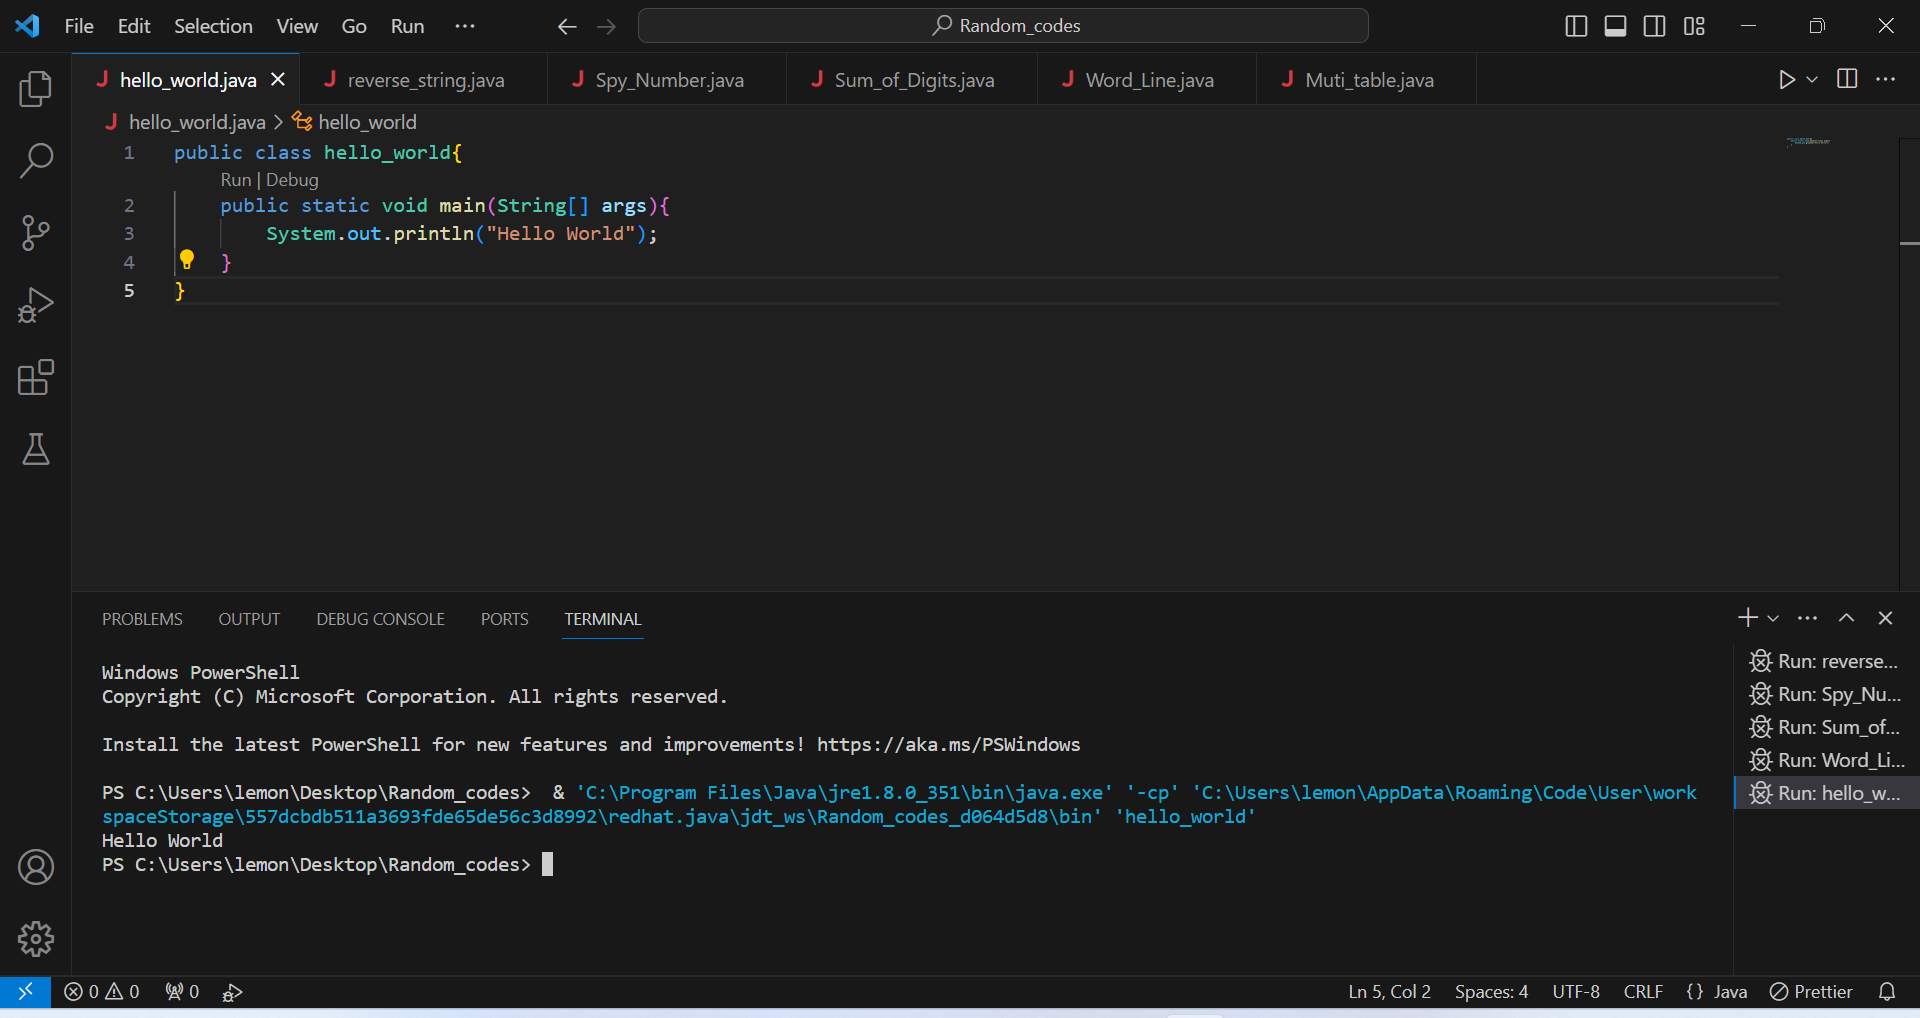 File Edit Selection View Go Run ··· Random_codes
hello_world.java reverse_string.java Spy_Number.java Sum_of_Digits.java Word_Line.java Muti_table.java
hello_world.java > hello_world
1 public class hello_world{
Run | Debug
2 public static void main(String[] args){
3 System.out.println("Hello World");
4 }
5 }
PROBLEMS OUTPUT DEBUG CONSOLE PORTS TERMINAL
Windows PowerShell
Copyright (C) Microsoft Corporation. All rights reserved.
Install the latest PowerShell for new features and improvements! https://aka.ms/PSWindows
PS C:\Users\lemon\Desktop\Random_codes>  & 'C:\Program Files\Java\jre1.8.0_351\bin\java.exe' '-cp' 'C:\Users\lemon\AppData\Roaming\Code\User\work
spaceStorage\557dcbdb511a3693fde65de56c3d8992\redhat.java\jdt_ws\Random_codes_d064d5d8\bin' 'hello_world'
Hello World
PS C:\Users\lemon\Desktop\Random_codes>
Run: reverse...
Run: Spy_Nu...
Run: Sum_of...
Run: Word_Li...
Run: hello_w...
0 0 0 Ln 5, Col 2 Spaces: 4 UTF-8 CRLF {} Java Prettier